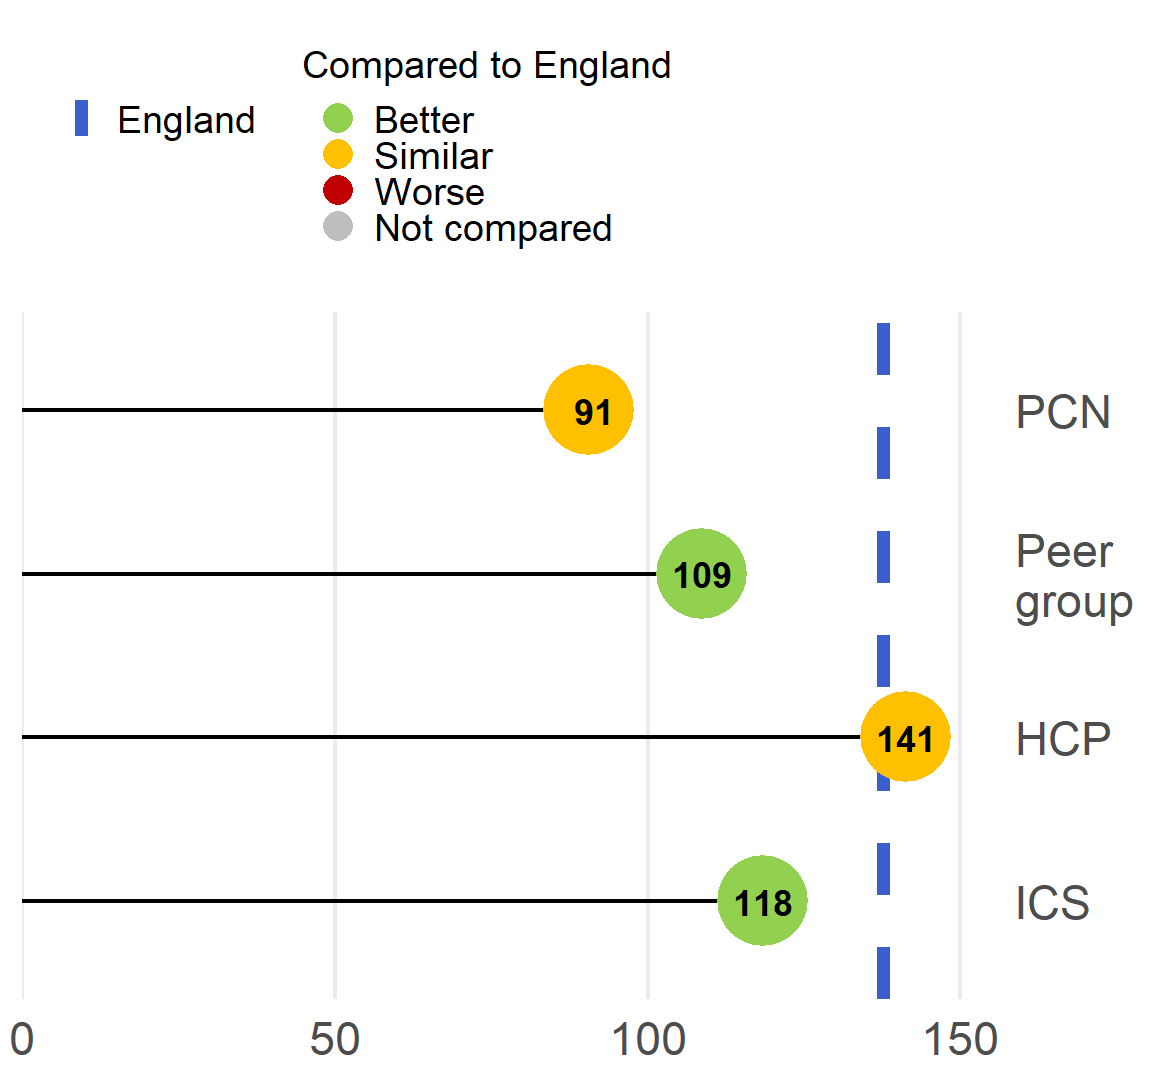 Compared to England
England
Better
Similar
Worse
Not compared
91
PCN
109
Peer
group
141
HCP
118
ICS
0 50 100 150